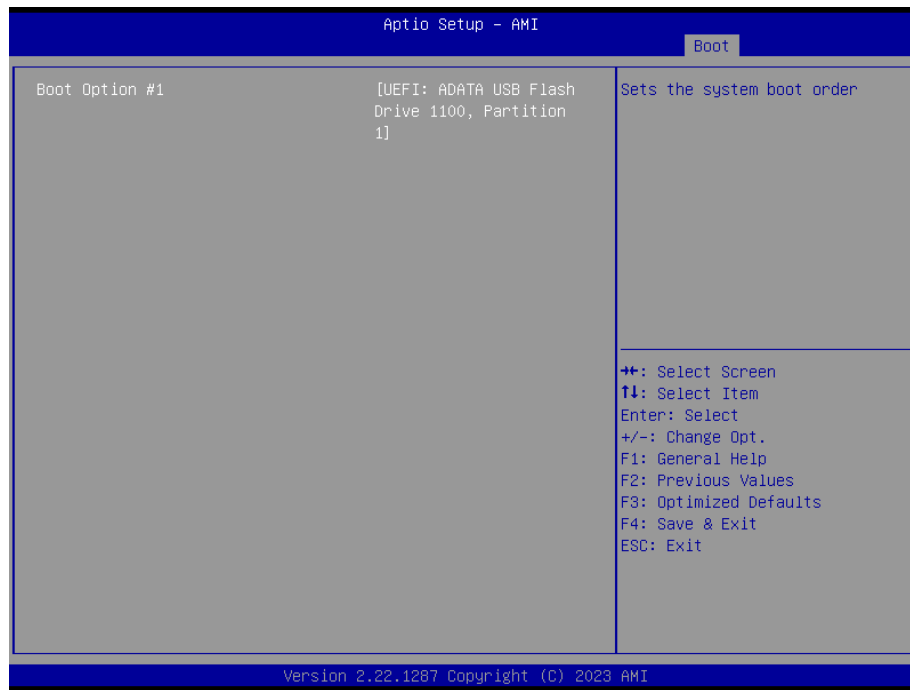 Aptio Setup – AMI
Boot
Boot Option #1
[UEFI: ADATA USB Flash
Drive 1100, Partition
1]
Sets the system boot order
→←: Select Screen
↑↓: Select Item
Enter: Select
+/-: Change Opt.
F1: General Help
F2: Previous Values
F3: Optimized Defaults
F4: Save & Exit
ESC: Exit
Version 2.22.1287 Copyright (C) 2023 AMI